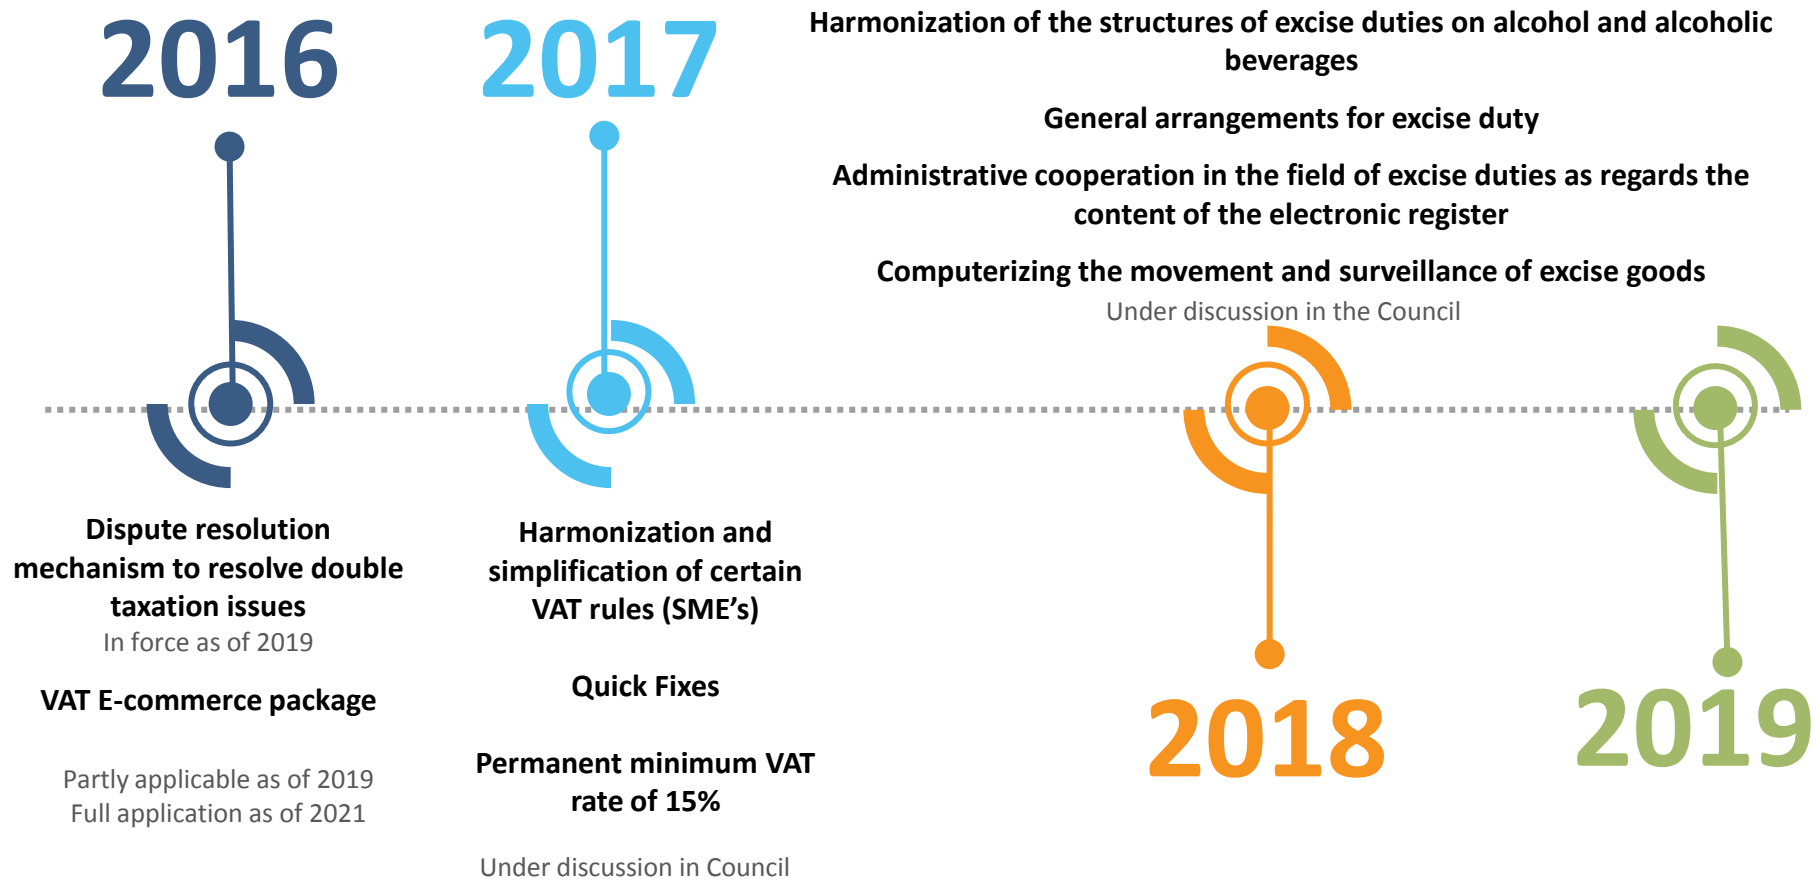 2016
Dispute resolution
mechanism to resolve double
taxation issues
In force as of 2019
VAT E-commerce package
Partly applicable as of 2019
Full application as of 2021
2017
Harmonization and
simplification of certain
VAT rules (SME’s)
Quick Fixes
Permanent minimum VAT
rate of 15%
Under discussion in Council
Harmonization of the structures of excise duties on alcohol and alcoholic
beverages
General arrangements for excise duty
Administrative cooperation in the field of excise duties as regards the
content of the electronic register
Computerizing the movement and surveillance of excise goods
Under discussion in the Council
2018
2019